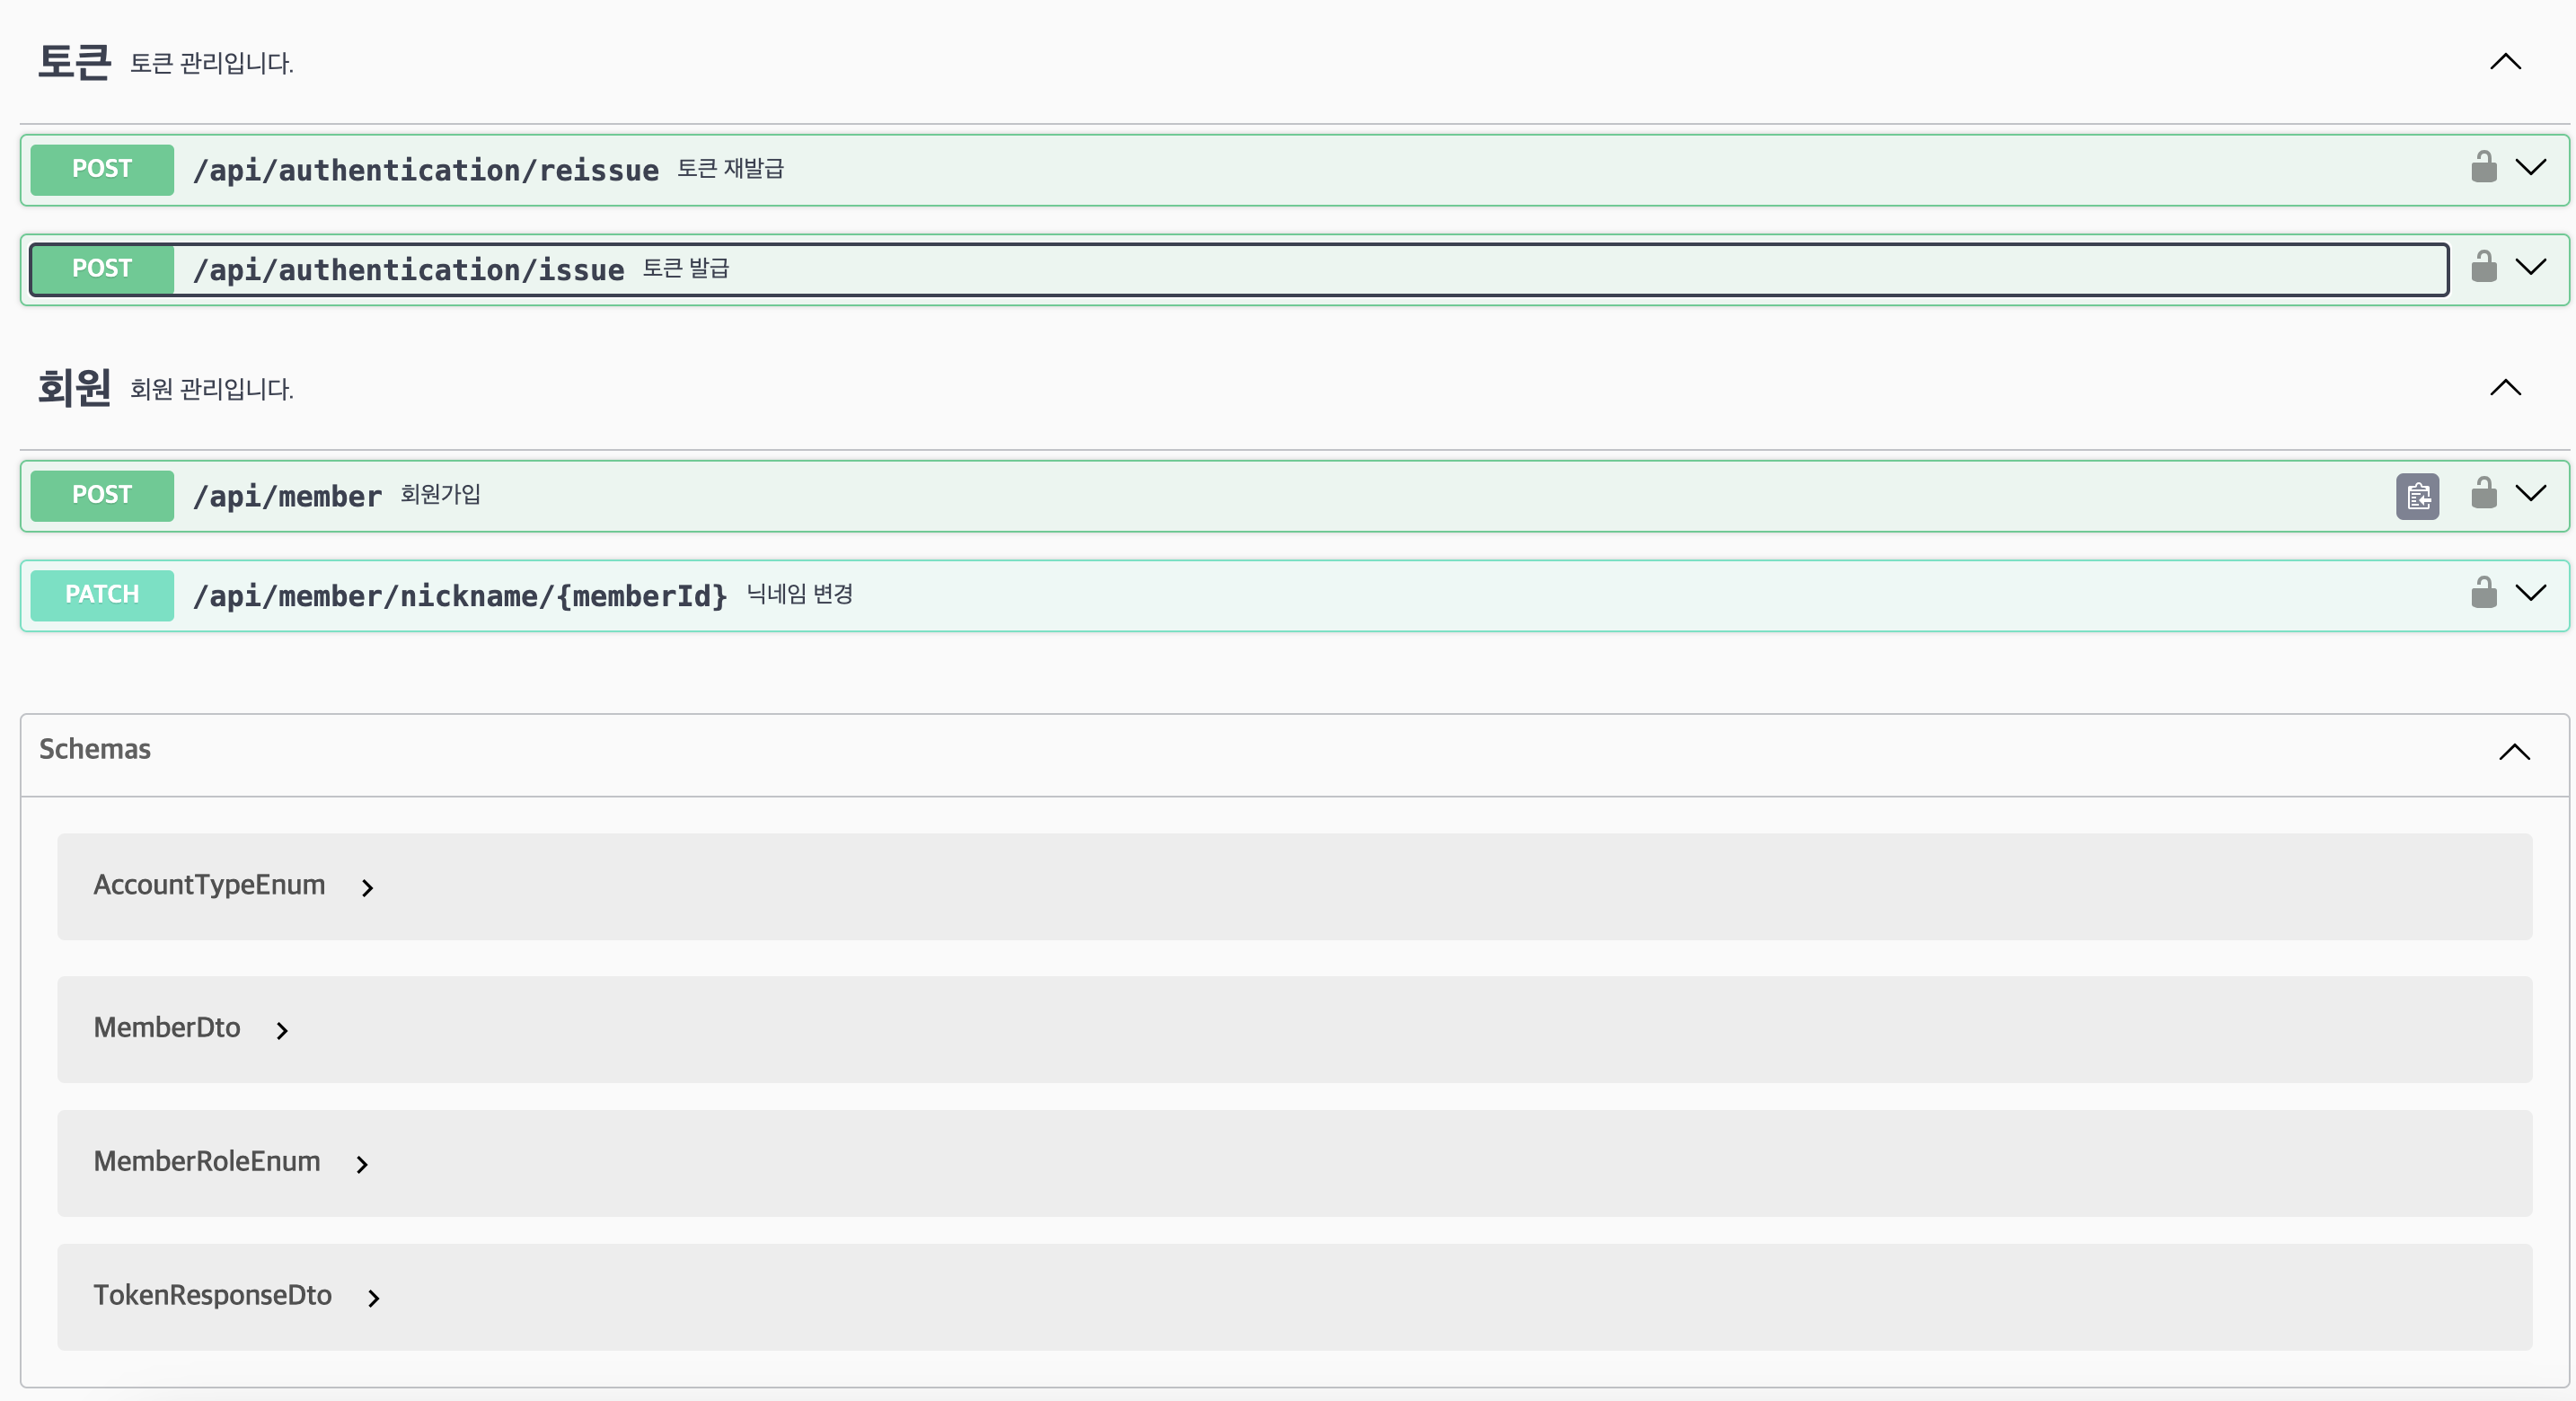 토큰 토큰 관리입니다.
POST /api/authentication/reissue 토큰 재발급
POST /api/authentication/issue 토큰 발급
회원 회원 관리입니다.
POST /api/member 회원가입
PATCH /api/member/nickname/{memberId} 닉네임 변경
Schemas
AccountTypeEnum
MemberDto
MemberRoleEnum
TokenResponseDto